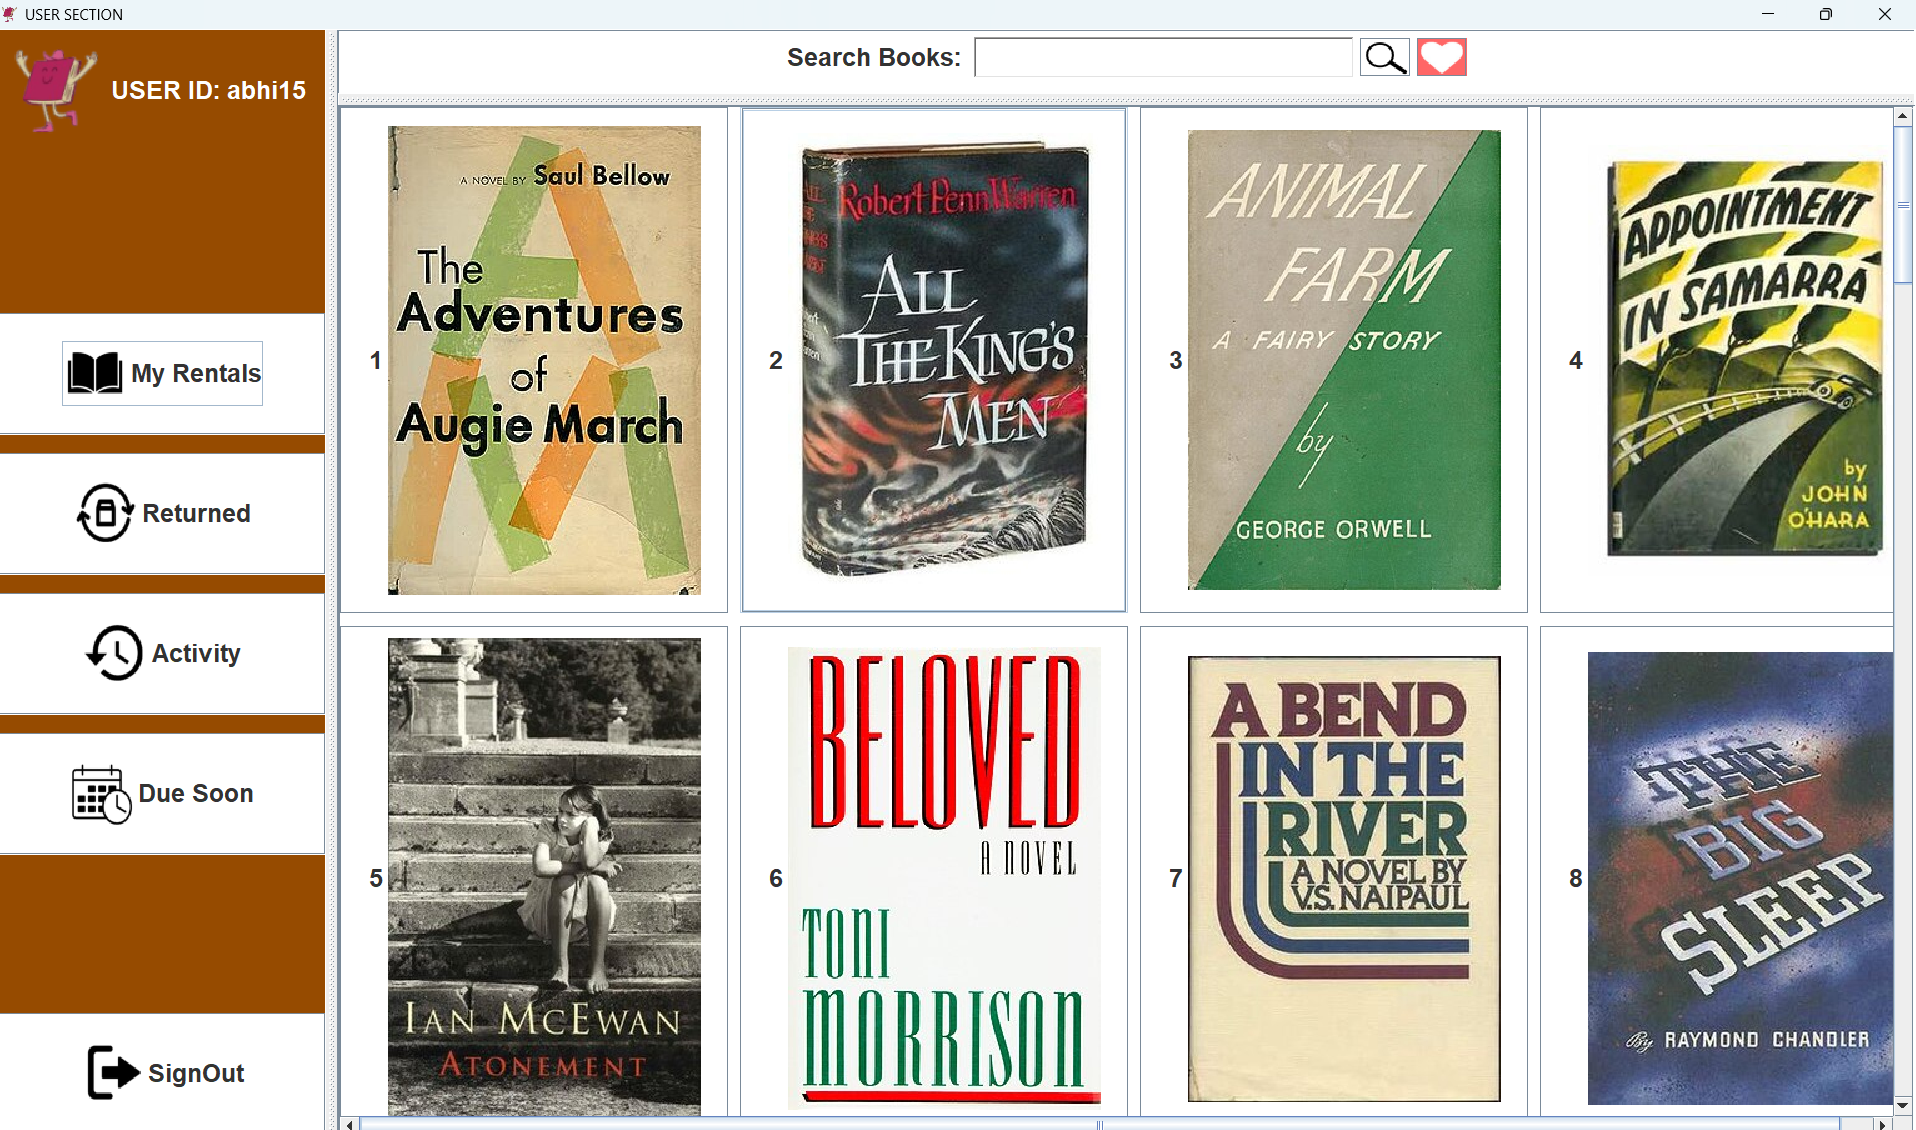 USER SECTION
USER ID: abhi15
Search Books:
My Rentals
Returned
Activity
Due Soon
SignOut
1
A NOVEL BY Saul Bellow
The
Adventures
of
Augie March
2
Robert Penn Warren
ALL
THE KING'S
MEN
3
ANIMAL
FARM
A FAIRY STORY
by
GEORGE ORWELL
4
APPOINTMENT
IN SAMARRA
by
JOHN
O'HARA
5
IAN MCEWAN
ATONEMENT
6
BELOVED
A NOVEL
TONI
MORRISON
7
A BEND
IN THE
RIVER
A NOVEL BY
V.S. NAIPAUL
8
THE
BIG
SLEEP
By RAYMOND CHANDLER